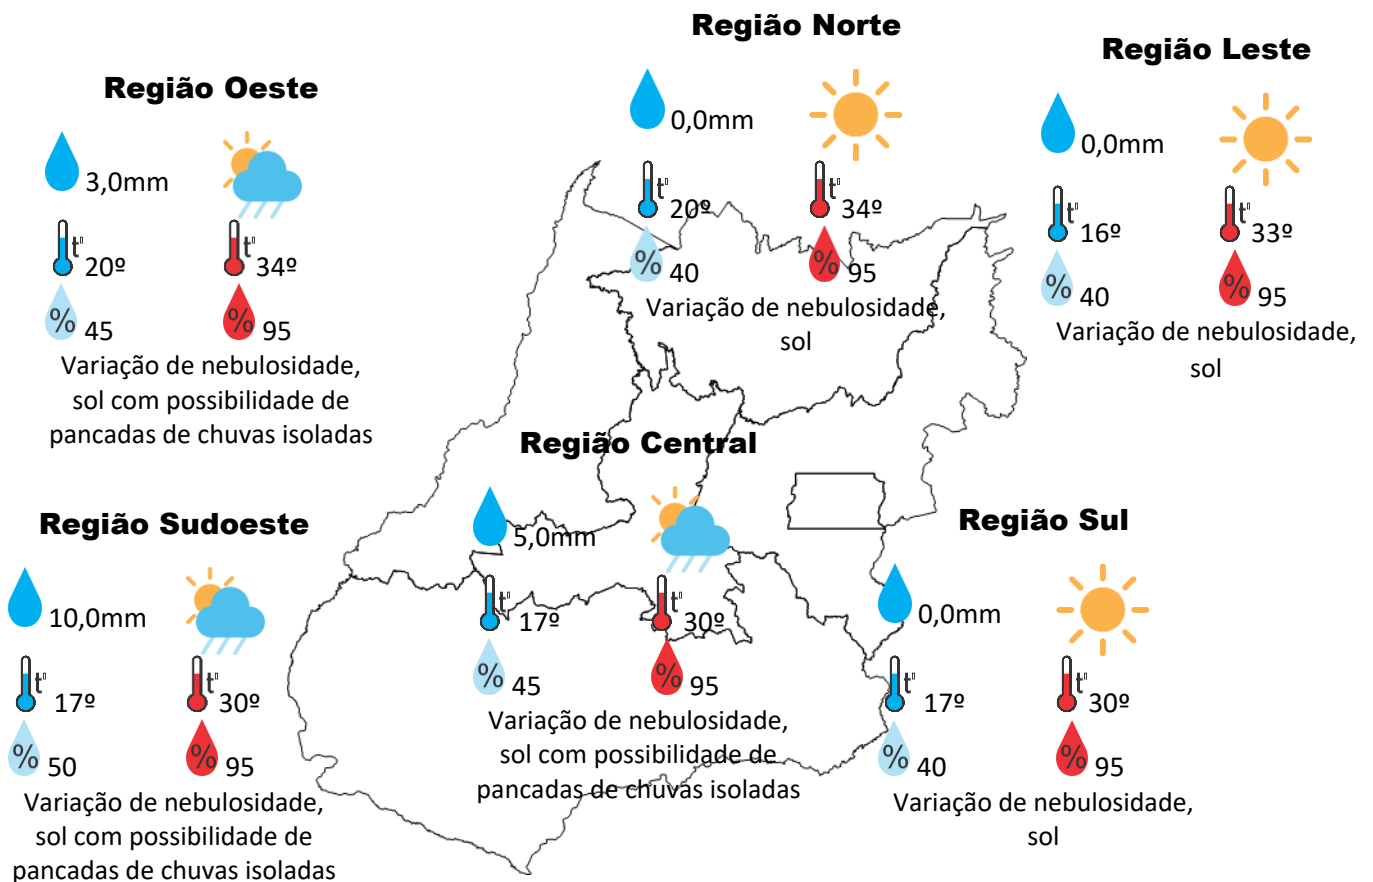 Região Norte
0,0mm
t°
20º
t°
34º
% 40
% 95
Variação de nebulosidade,
sol
Região Leste
0,0mm
t°
16º
t°
33º
% 40
% 95
Variação de nebulosidade,
sol
Região Oeste
3,0mm
t°
20º
t°
34º
% 45
% 95
Variação de nebulosidade,
sol com possibilidade de
pancadas de chuvas isoladas
Região Central
5,0mm
t°
17º
t°
30º
% 45
% 95
Variação de nebulosidade,
sol com possibilidade de
pancadas de chuvas isoladas
Região Sudoeste
10,0mm
t°
17º
t°
30º
% 50
% 95
Variação de nebulosidade,
sol com possibilidade de
pancadas de chuvas isoladas
Região Sul
0,0mm
t°
17º
t°
30º
% 40
% 95
Variação de nebulosidade,
sol